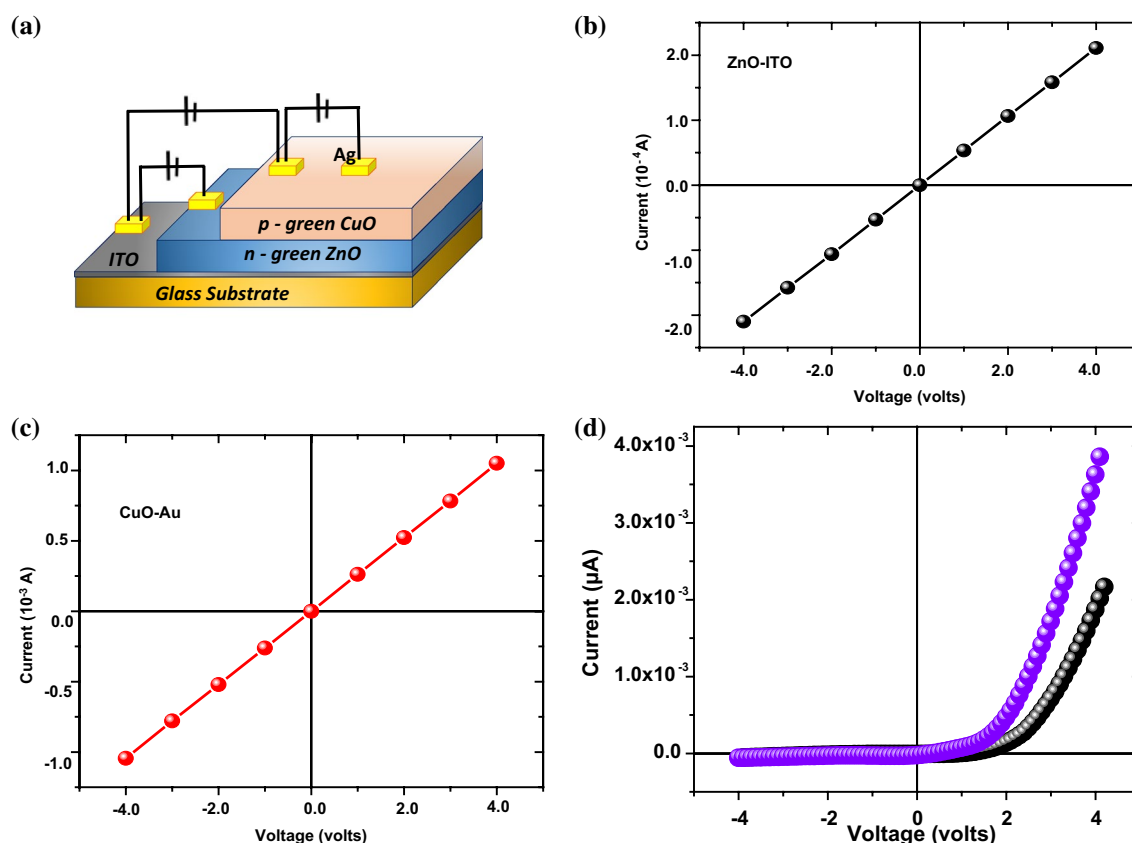 (a)
Ag
p - green CuO
ITO
n - green ZnO
Glass Substrate
(b)
ZnO-ITO
2.0
1.0
0.0
-1.0
-2.0
Current (10⁻⁴A)
-4.0 -2.0 0.0 2.0 4.0
Voltage (volts)
(c)
CuO-Au
1.0
0.5
0.0
-0.5
-1.0
Current (10⁻³ A)
-4.0 -2.0 0.0 2.0 4.0
Voltage (volts)
(d)
4.0x10⁻³
3.0x10⁻³
2.0x10⁻³
1.0x10⁻³
0.0
Current (μA)
-4 -2 0 2 4
Voltage (volts)